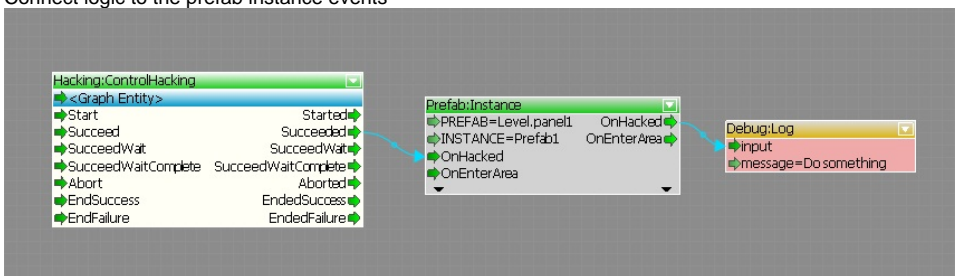 Connect logic to the prefab instance events
Hacking:ControlHacking
<Graph Entity>
Start Started
Succeed Succeeded
SucceedWait SucceedWait
SucceedWaitComplete SucceedWaitComplete
Abort Aborted
EndSuccess EndedSuccess
EndFailure EndedFailure
Prefab:Instance
PREFAB=Level.panel1 OnHacked
INSTANCE=Prefab1 OnEnterArea
OnHacked
OnEnterArea
Debug:Log
input
message=Do something